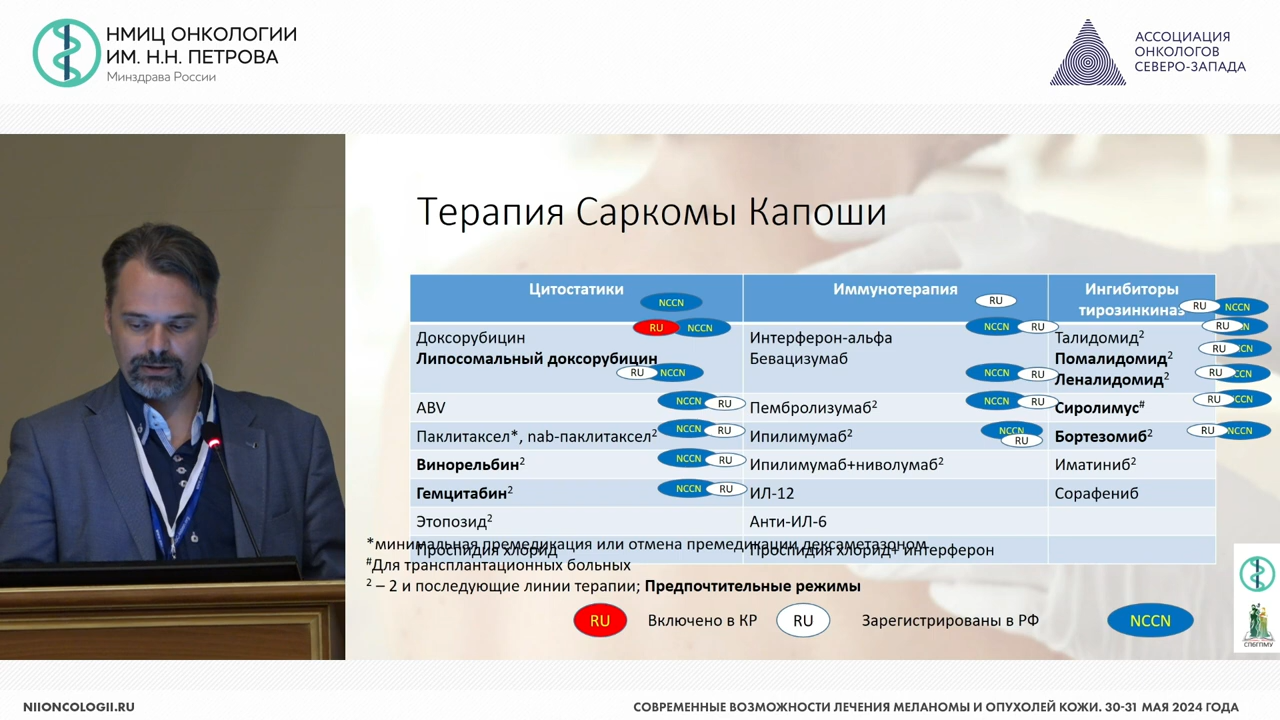 НМИЦ ОНКОЛОГИИ
ИМ. Н.Н. ПЕТРОВА
Минздрава России
АССОЦИАЦИЯ
ОНКОЛОГОВ
СЕВЕРО-ЗАПАДА
Терапия Саркомы Капоши
Цитостатики
NCCN
Иммунотерапия
RU
Ингибиторы
тирозинкиназ
RU NCCN
Доксорубицин
RU NCCN
Липосомальный доксорубицин
RU NCCN
Интерферон-альфа
NCCN RU
Бевацизумаб
NCCN RU
Талидомид²
RU
Помалидомид²
RU
Леналидомид²
RU
ABV
NCCN RU
Пембролизумаб²
NCCN RU
Сиролимус#
RU
Паклитаксел*, nab-паклитаксел²
NCCN RU
Ипилимумаб²
NCCN
RU
Бортезомиб²
RU NCCN
Винорельбин²
NCCN RU
Ипилимумаб+ниволумаб²
Иматиниб²
Гемцитабин²
NCCN RU
ИЛ-12
Сорафениб
Этопозид²
Анти-ИЛ-6
Проспидия хлорид
Проспидия хлорид+ интерферон
*минимальная премедикация или отмена премедикации дексаметазоном
#Для трансплантационных больных
² – 2 и последующие линии терапии; Предпочтительные режимы
RU Включено в КР RU Зарегистрированы в РФ NCCN
СПбГПМУ
NIIONCOLOGII.RU
СОВРЕМЕННЫЕ ВОЗМОЖНОСТИ ЛЕЧЕНИЯ МЕЛАНОМЫ И ОПУХОЛЕЙ КОЖИ. 30-31 МАЯ 2024 ГОДА